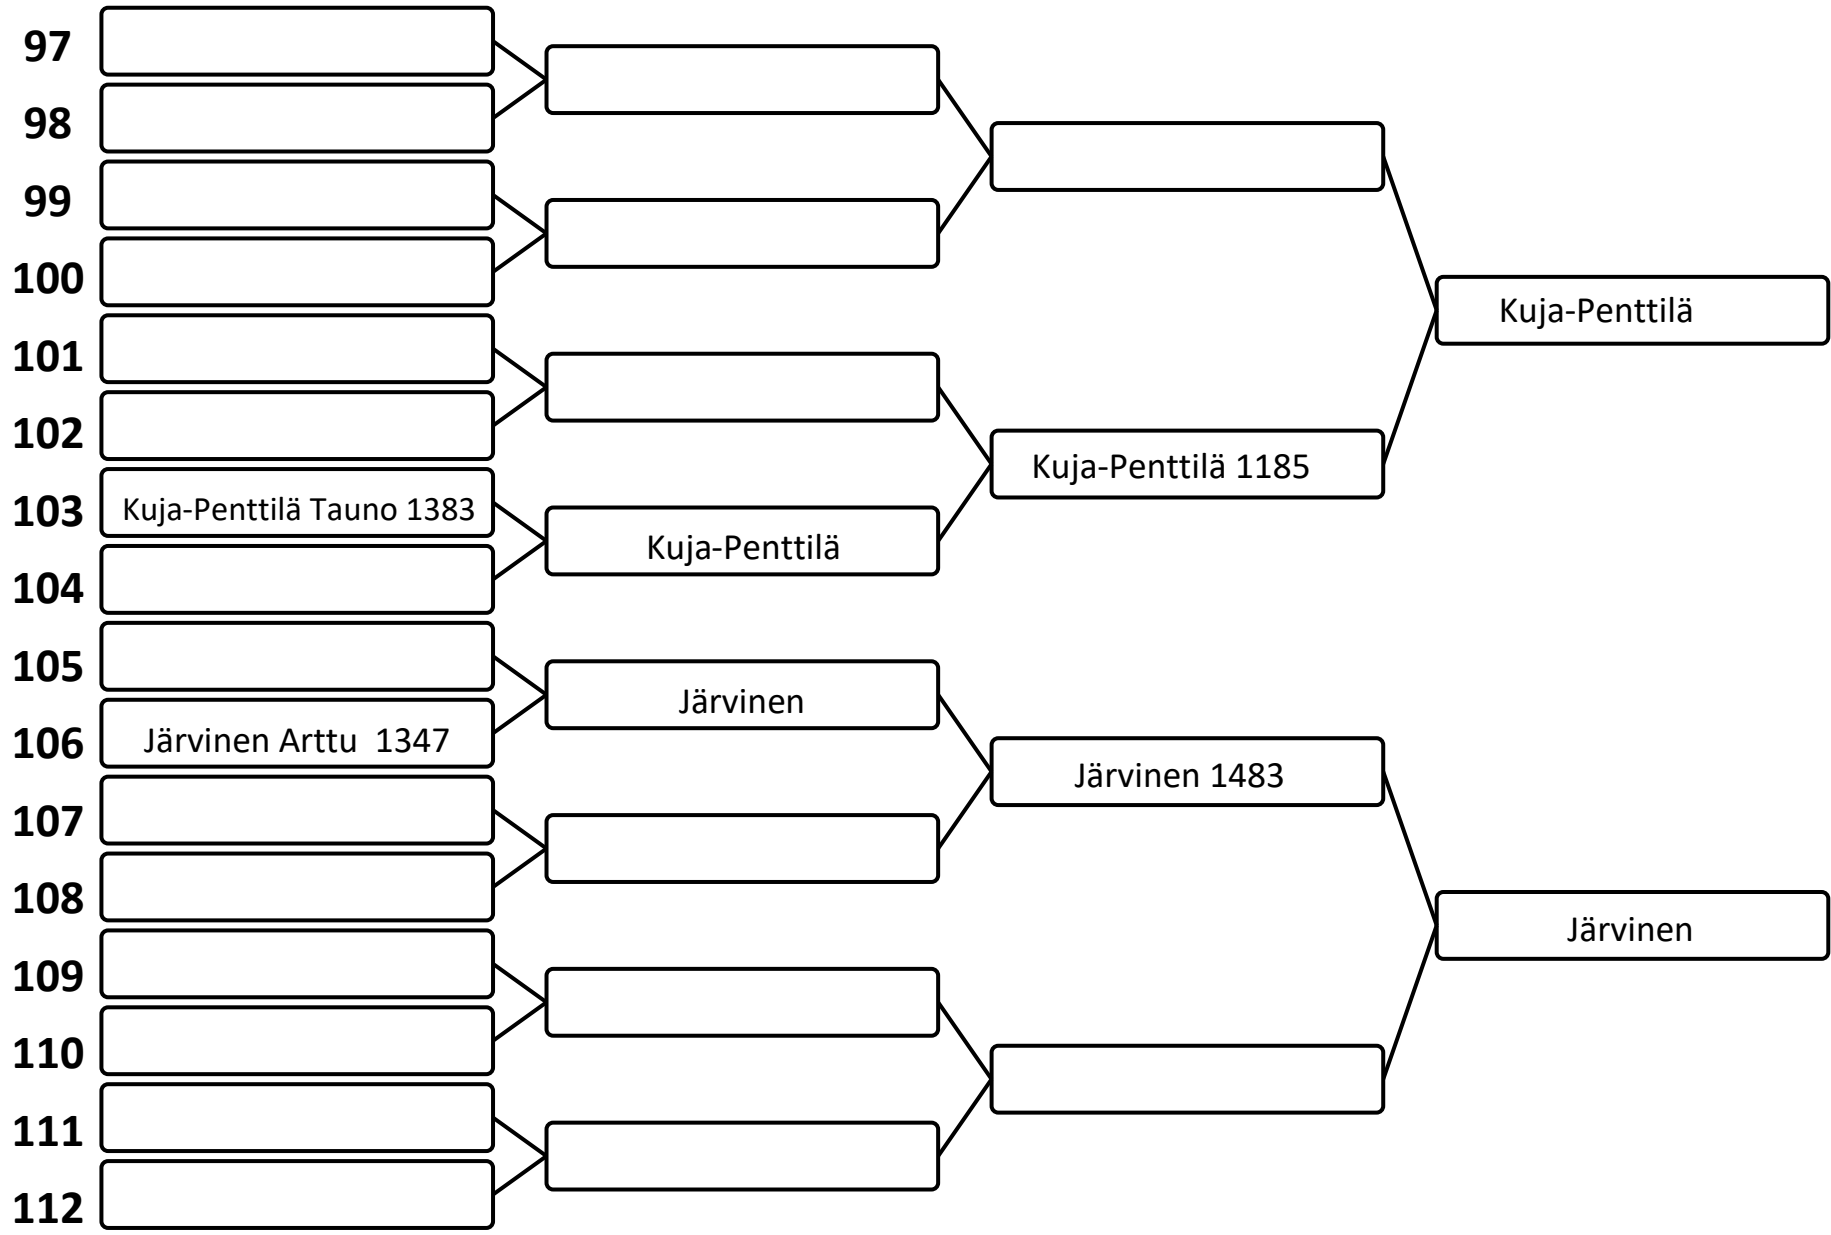 97
98
99
100
Kuja-Penttilä
101
102
Kuja-Penttilä 1185
103 Kuja-Penttilä Tauno 1383
Kuja-Penttilä
104
105
Järvinen
106 Järvinen Arttu  1347
Järvinen 1483
107
108
Järvinen
109
110
111
112